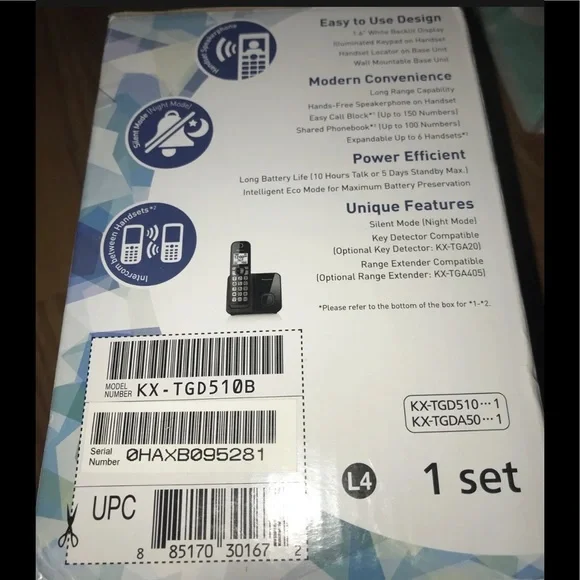 Easy to Use Design
1.6" White Backlit Display
Illuminated Keypad on Handset
Handset Locator on Base Unit
Wall Mountable Base Unit
Handset Speakerphone
Modern Convenience
Long Range Capability
Hands-Free Speakerphone on Handset
Easy Call Block*1 (Up to 150 Numbers)
Shared Phonebook*1 (Up to 100 Numbers)
Expandable Up to 6 Handsets*1
Silent Mode (Night Mode)
Power Efficient
Long Battery Life (10 Hours Talk or 5 Days Standby Max.)
Intelligent Eco Mode for Maximum Battery Preservation
Unique Features
Silent Mode (Night Mode)
Key Detector Compatible
(Optional Key Detector: KX-TGA20)
Range Extender Compatible
(Optional Range Extender: KX-TGA405)
Intercom between Handsets*2
*Please refer to the bottom of the box for *1-*2.
MODEL NUMBER KX-TGD510B
Serial Number 0HAXB095281
UPC
8 85170 30167 2
KX-TGD510···1
KX-TGDA50···1
L4 1 set